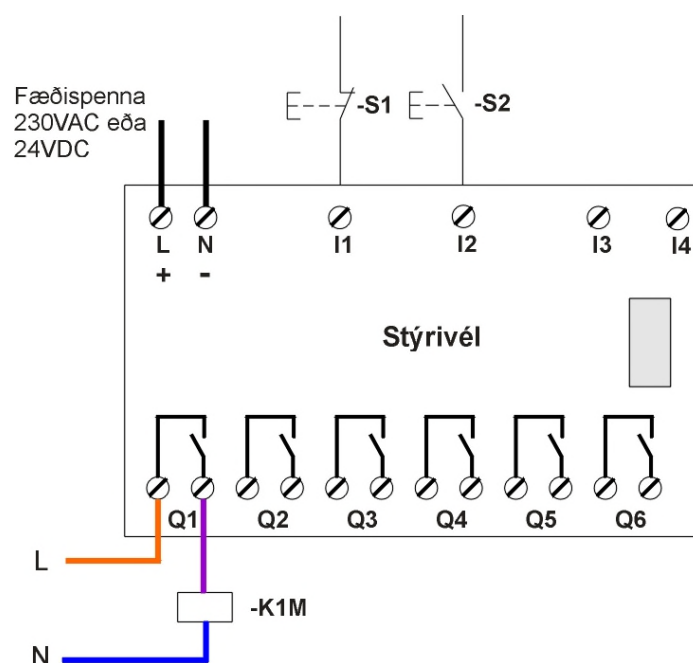 Fæðispenna
230VAC eða
24VDC
-S1
-S2
L N I1 I2 I3 I4
+ -
Stýrivél
Q1 Q2 Q3 Q4 Q5 Q6
L
-K1M
N